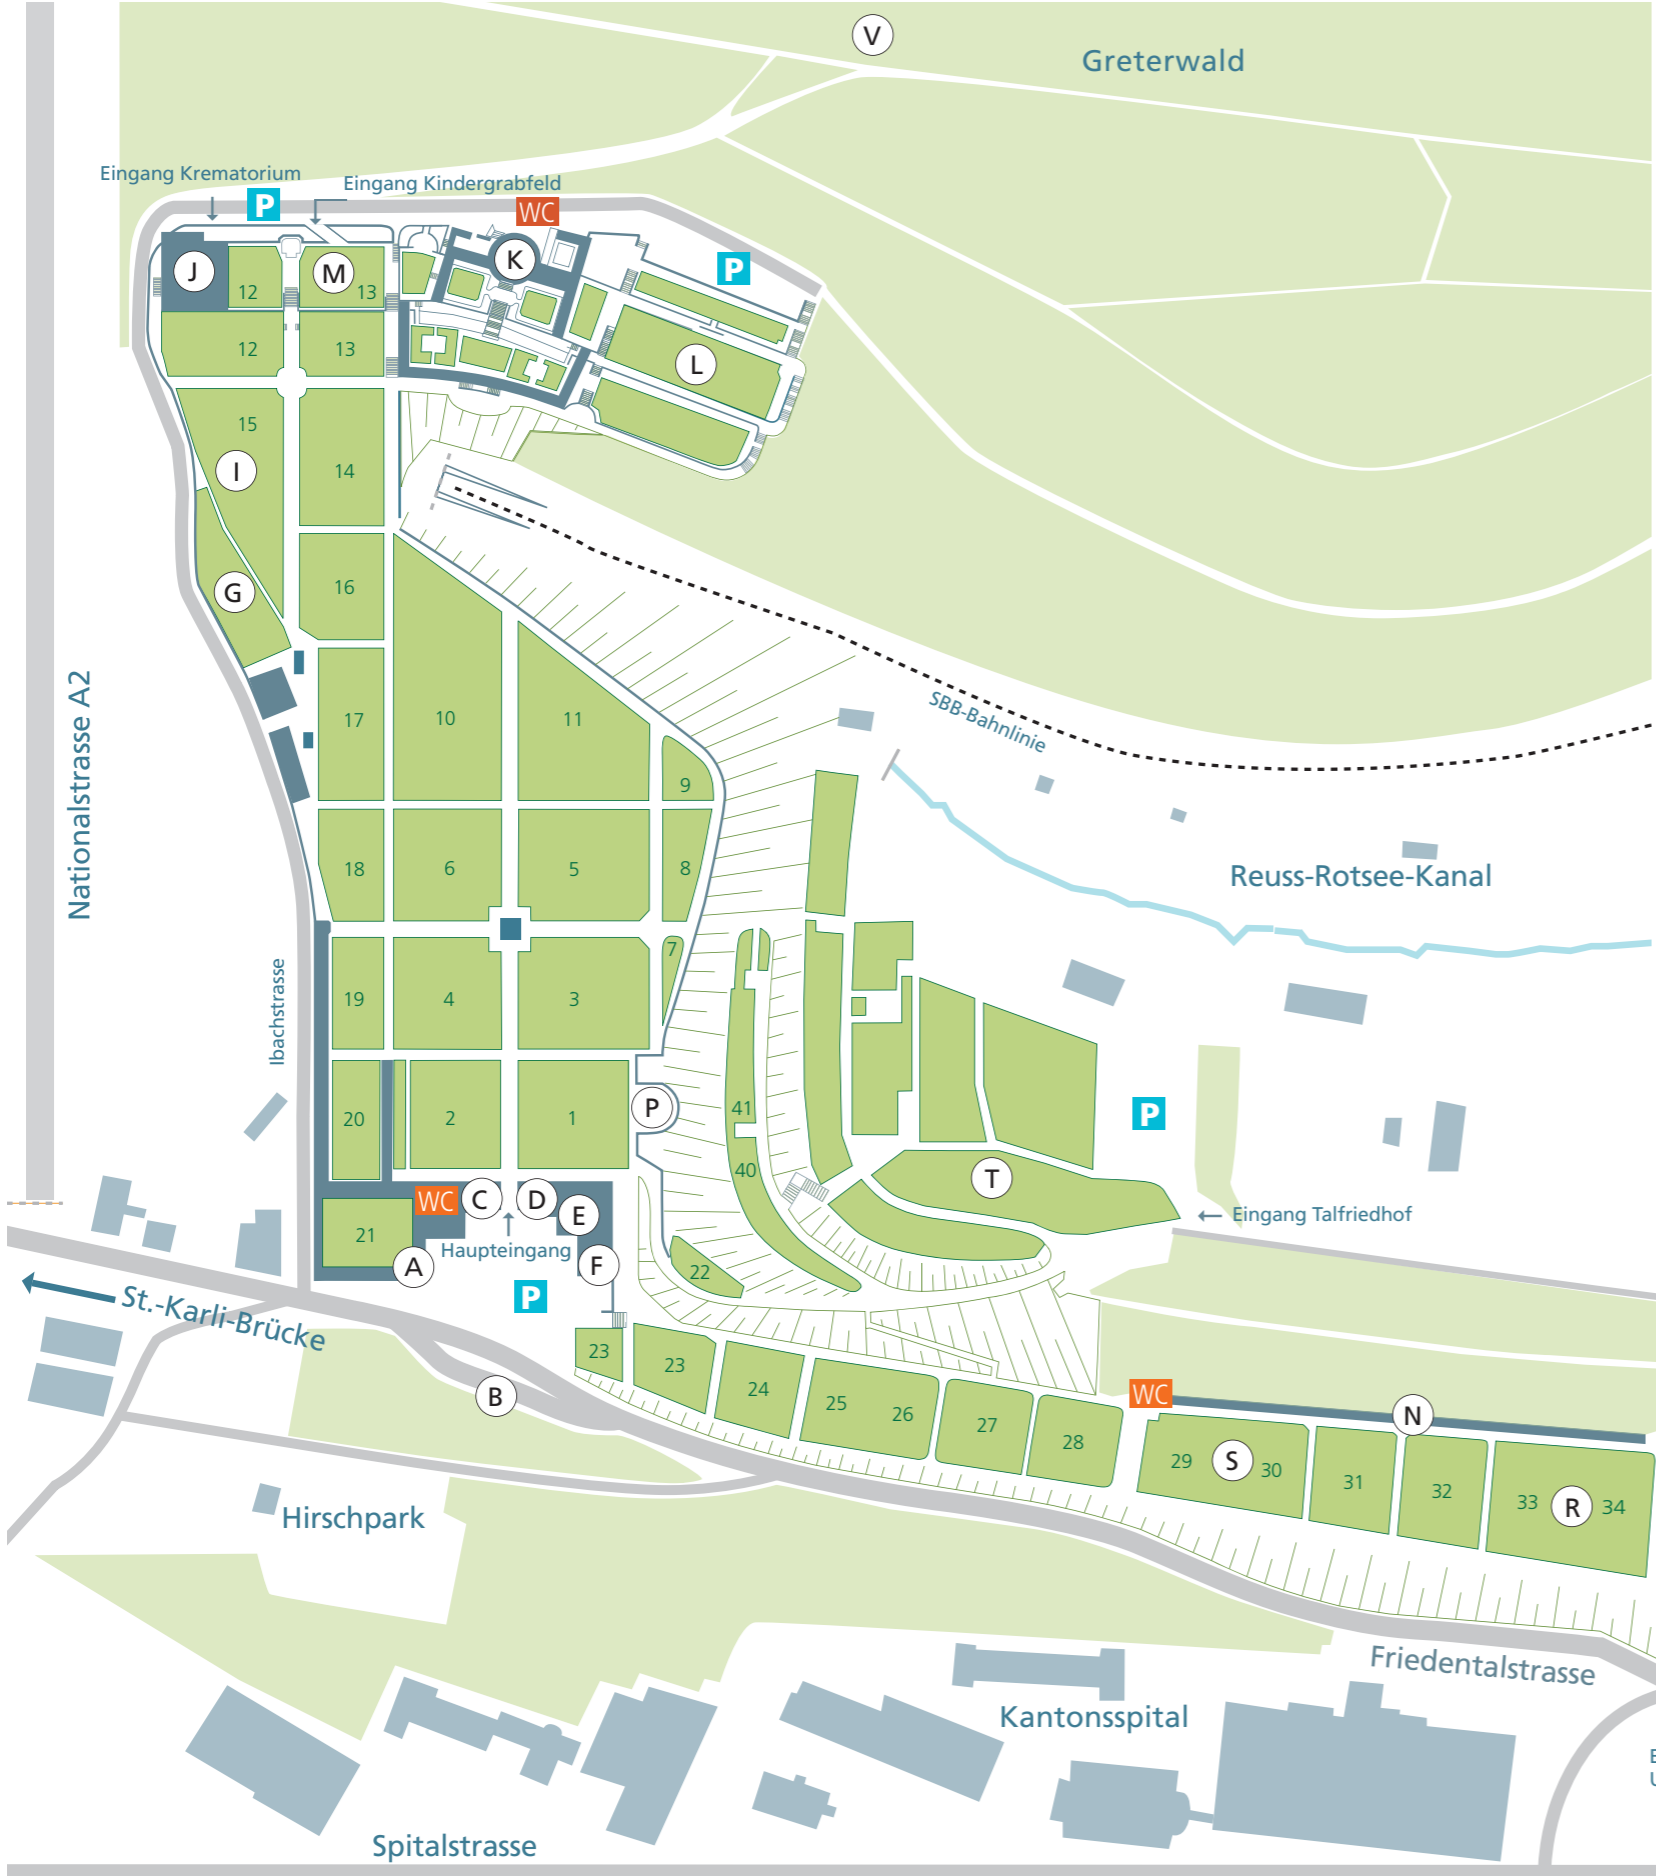 V
Greterwald
Eingang Krematorium
P
Eingang Kindergrabfeld
WC
J
12
M
13
K
P
12
13
L
15
I
14
G
16
Nationalstrasse A2
17
10
11
9
SBB-Bahnlinie
18
6
5
8
Reuss-Rotsee-Kanal
Ibachstrasse
19
4
3
7
20
2
1
P
41
40
P
T
Eingang Talfriedhof
WC
C
D
E
21
A
Haupteingang
F
22
P
St.-Karli-Brücke
B
23
23
24
25
26
27
28
WC
N
29
S
30
31
32
33
R
34
Hirschpark
Friedentalstrasse
Kantonsspital
Spitalstrasse